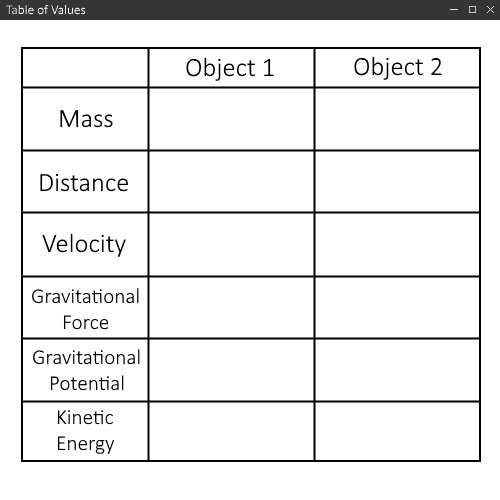 Table of Values
Object 1 Object 2
Mass
Distance
Velocity
Gravitational
Force
Gravitational
Potential
Kinetic
Energy